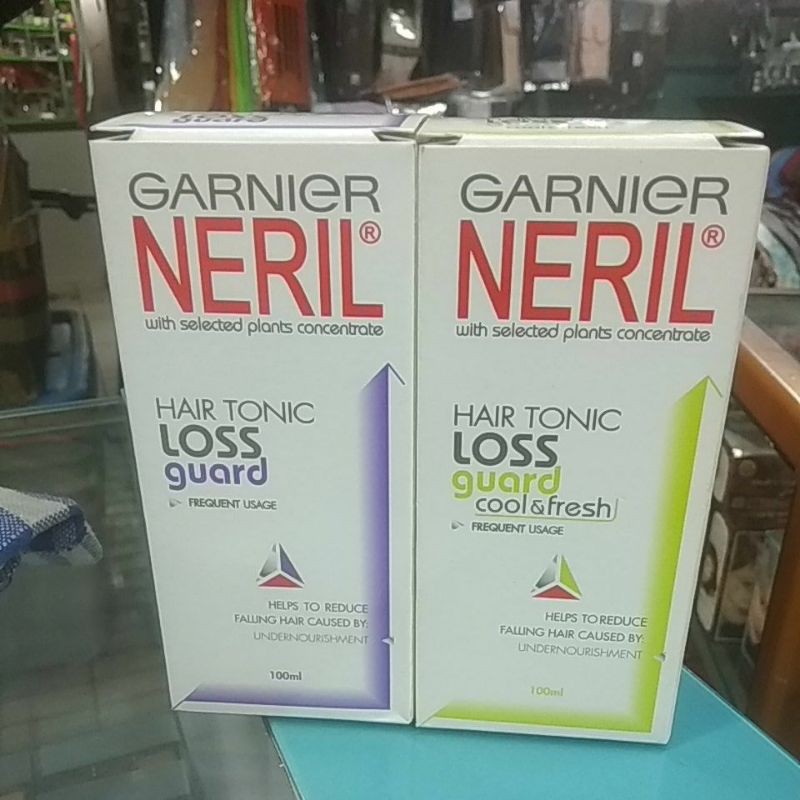 guard
GARNIER
NERIL®
with selected plants concentrate
HAIR TONIC
LOSS
guard
FREQUENT USAGE
HELPS TO REDUCE
FALLING HAIR CAUSED BY:
UNDERNOURISHMENT
100ml
GARNIER
NERIL®
with selected plants concentrate
HAIR TONIC
LOSS
guard
cool&fresh
FREQUENT USAGE
HELPS TO REDUCE
FALLING HAIR CAUSED BY:
UNDERNOURISHMENT
100ml